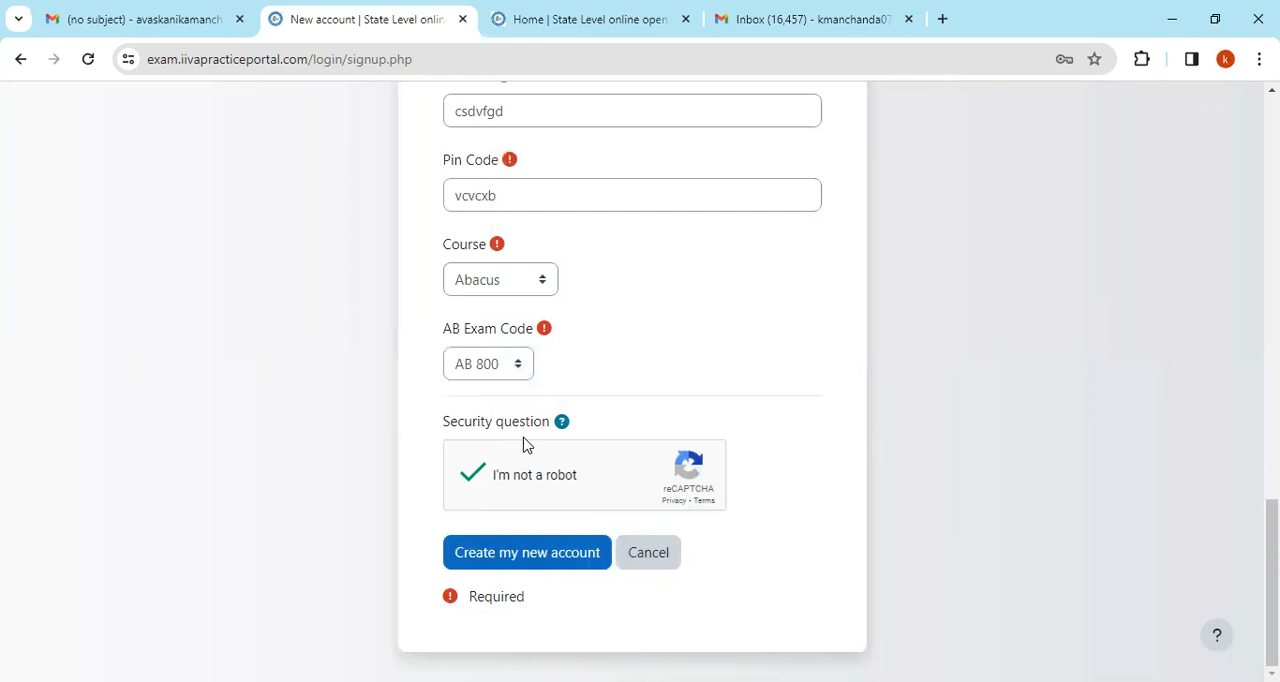 (no subject) - avaskanikamanch
New account | State Level onlin
Home | State Level online open
Inbox (16,457) - kmanchanda07
exam.iivapracticeportal.com/login/signup.php
k
csdvfgd
Pin Code
vcvcxb
Course
Abacus
AB Exam Code
AB 800
Security question ?
I'm not a robot
reCAPTCHA
Privacy - Terms
Create my new account
Cancel
! Required
?